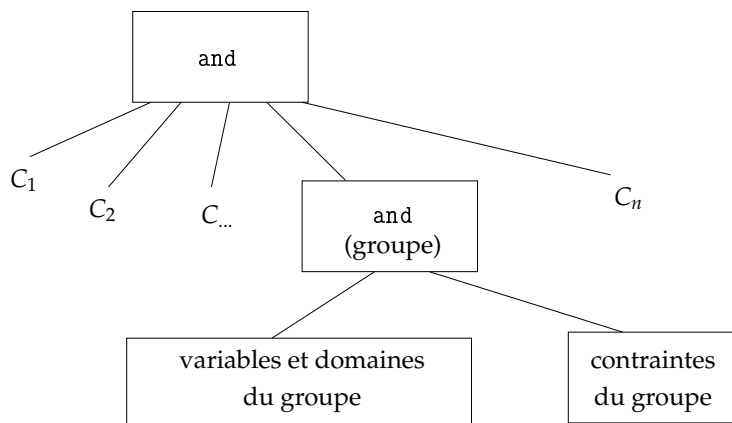 and
C1
C2
C...
Cn
and
(groupe)
variables et domaines
du groupe
contraintes
du groupe